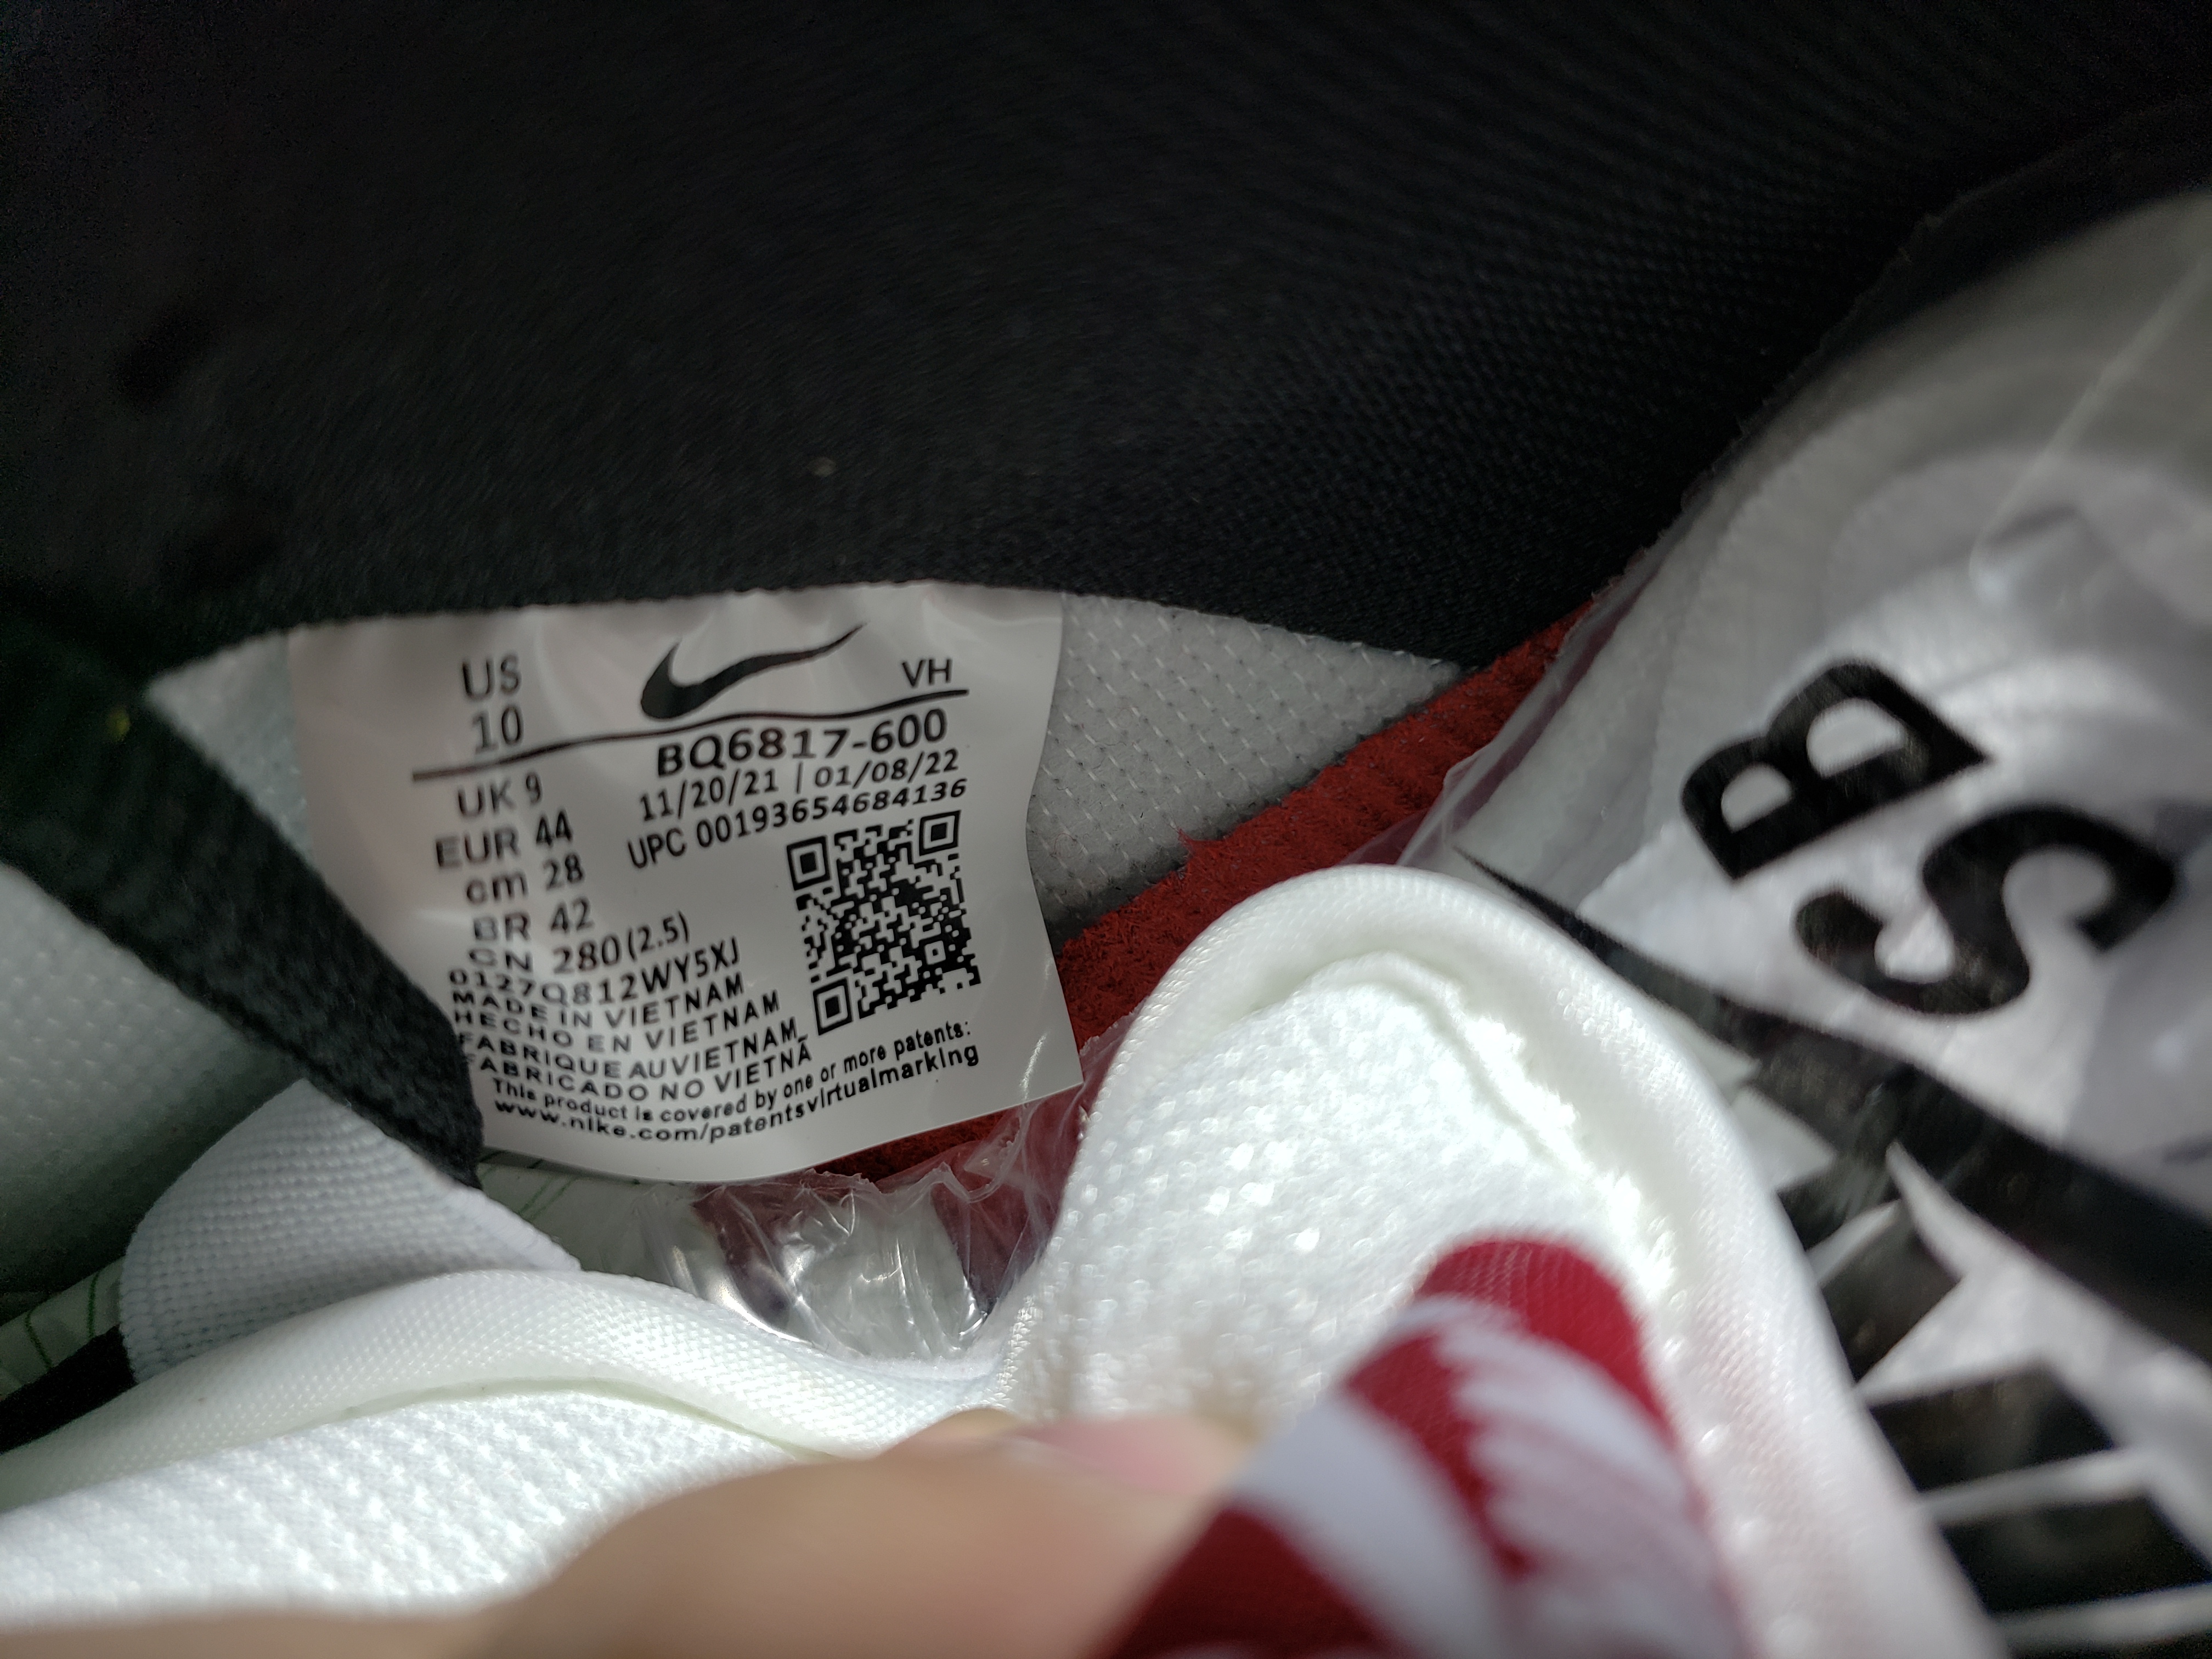 US
10
VH
BQ6817-600
11/20/21 | 01/08/22
UPC 00193654684136
UK 9
EUR 44
cm 28
BR 42
CN 280(2.5)
0127Q812WY5XJ
MADE IN VIETNAM
HECHO EN VIETNAM
FABRIQUE AU VIETNAM
FABRICADO NO VIETNÃ
This product is covered by one or more patents:
www.nike.com/patentsvirtualmarking
SB